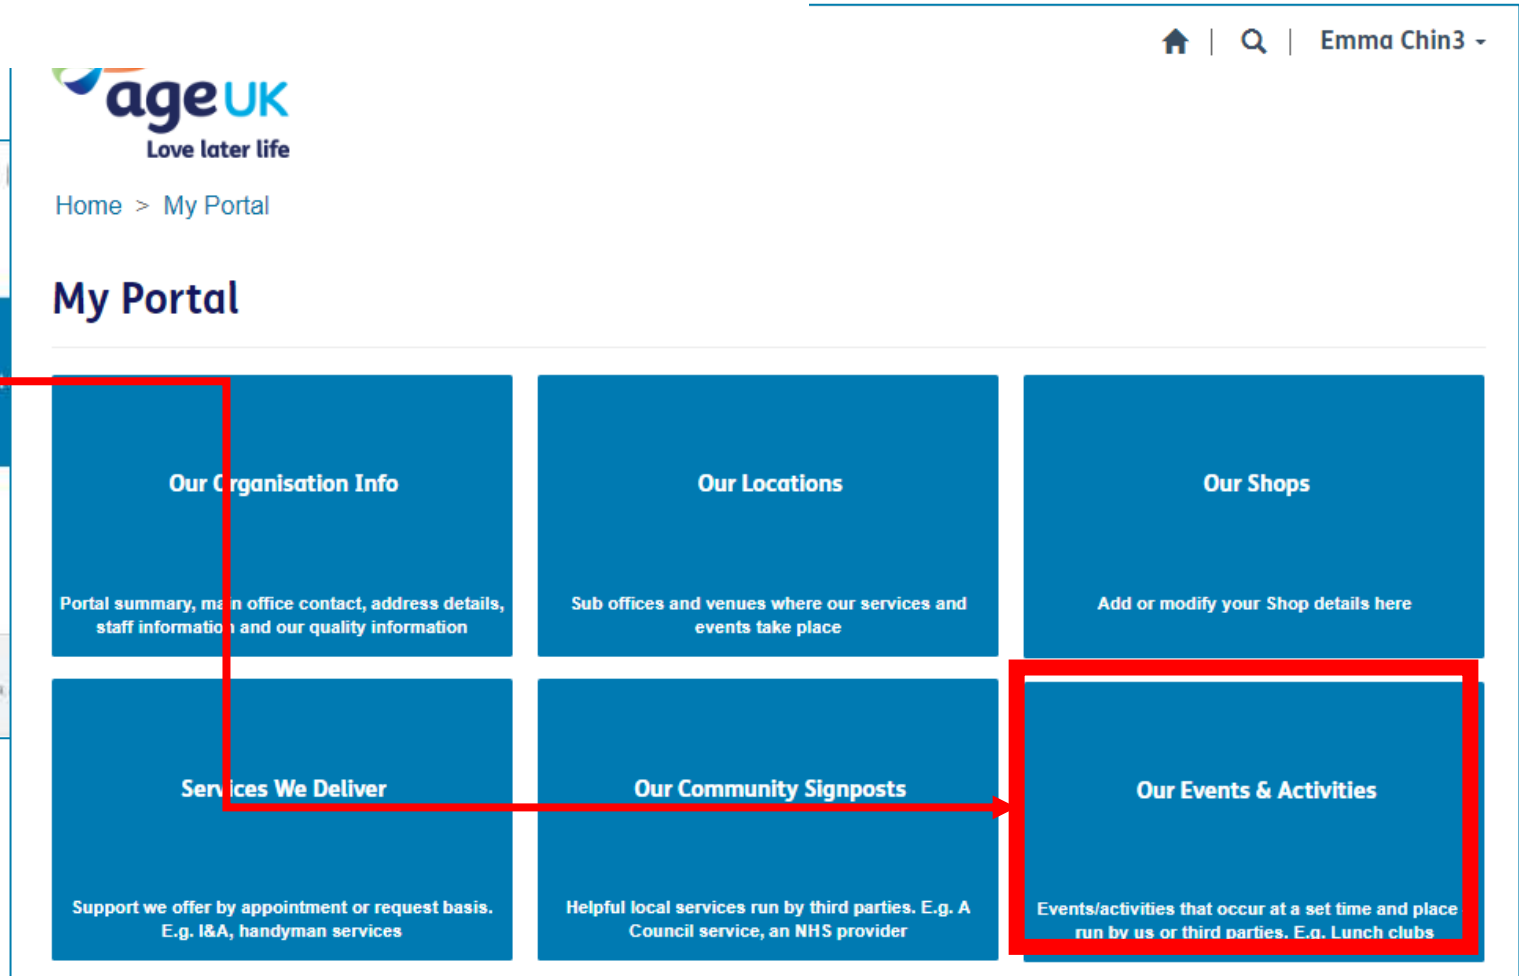 Emma Chin3
age UK
Love later life
Home > My Portal
My Portal
Our Organisation Info
Portal summary, main office contact, address details,
staff information and our quality information
Our Locations
Sub offices and venues where our services and
events take place
Our Shops
Add or modify your Shop details here
Services We Deliver
Support we offer by appointment or request basis.
E.g. I&A, handyman services
Our Community Signposts
Helpful local services run by third parties. E.g. A
Council service, an NHS provider
Our Events & Activities
Events/activities that occur at a set time and place
run by us or third parties. E.g. Lunch clubs